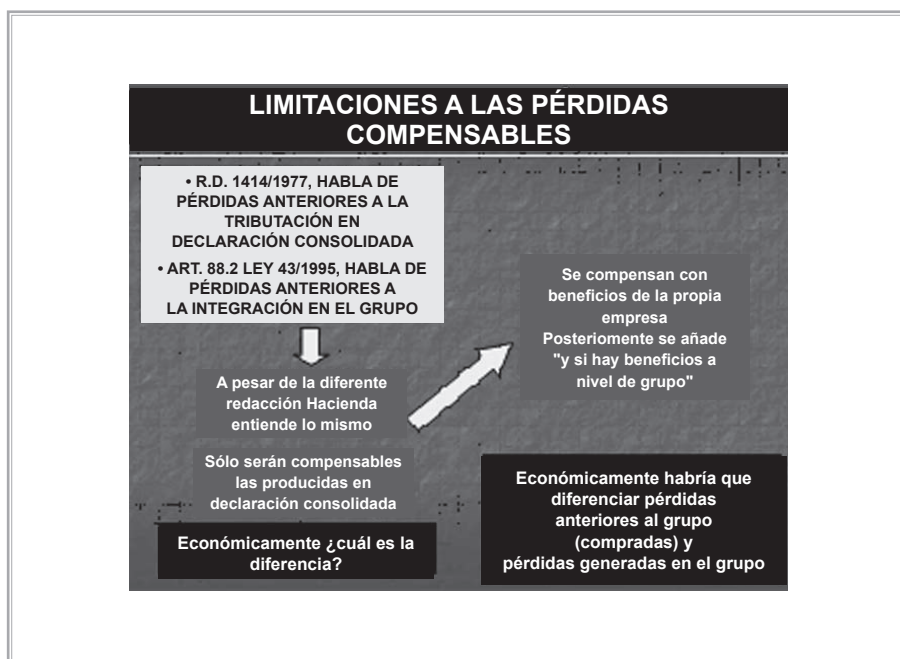 LIMITACIONES A LAS PÉRDIDAS
COMPENSABLES
• R.D. 1414/1977, HABLA DE
PÉRDIDAS ANTERIORES A LA
TRIBUTACIÓN EN
DECLARACIÓN CONSOLIDADA
• ART. 88.2 LEY 43/1995, HABLA DE
PÉRDIDAS ANTERIORES A
LA INTEGRACIÓN EN EL GRUPO
A pesar de la diferente
redacción Hacienda
entiende lo mismo
Sólo serán compensables
las producidas en
declaración consolidada
Económicamente ¿cuál es la
diferencia?
Se compensan con
beneficios de la propia
empresa
Posteriormente se añade
"y si hay beneficios a
nivel de grupo"
Económicamente habría que
diferenciar pérdidas
anteriores al grupo
(compradas) y
pérdidas generadas en el grupo